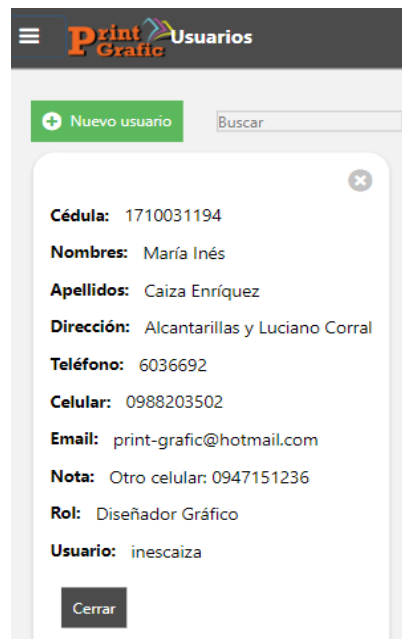 Print Grafic Usuarios
Nuevo usuario Buscar
Cédula: 1710031194
Nombres: María Inés
Apellidos: Caiza Enríquez
Dirección: Alcantarillas y Luciano Corral
Teléfono: 6036692
Celular: 0988203502
Email: print-grafic@hotmail.com
Nota: Otro celular: 0947151236
Rol: Diseñador Gráfico
Usuario: inescaiza
Cerrar